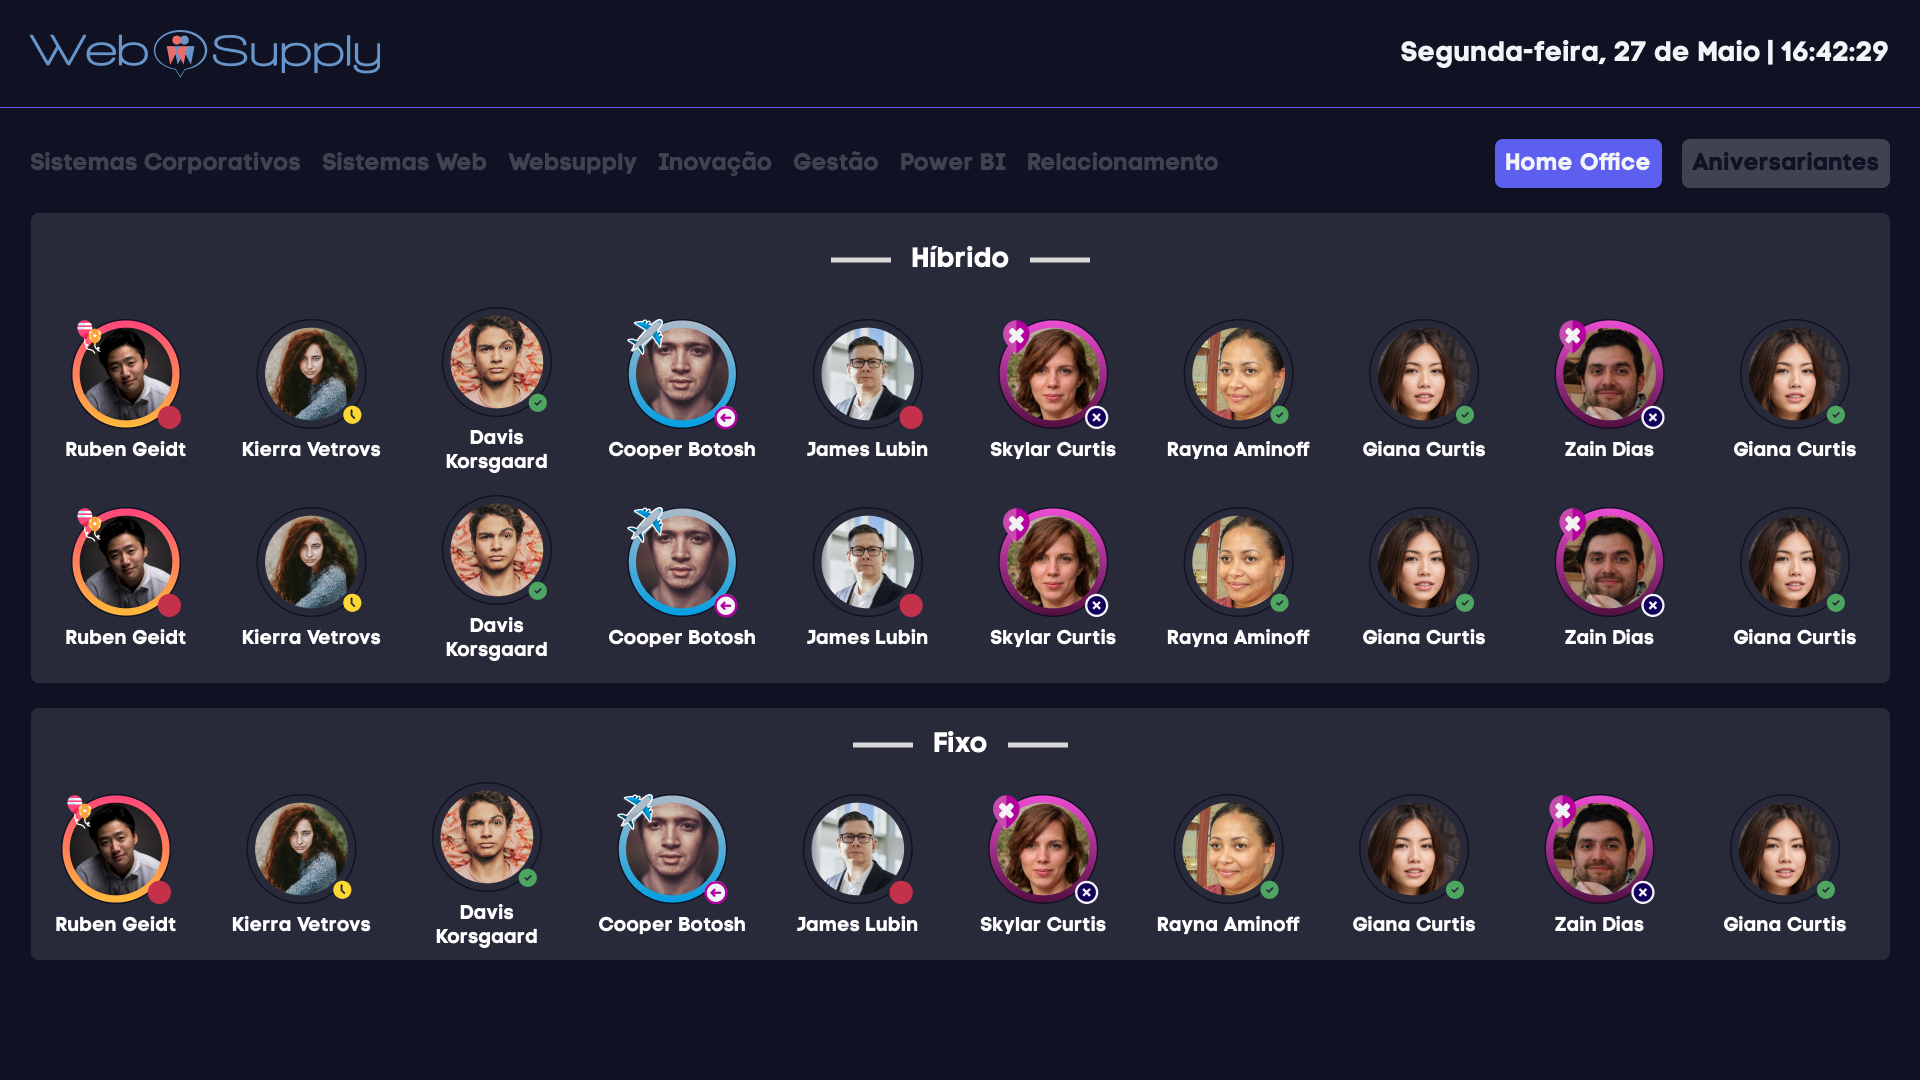 Web Supply
Segunda-feira, 27 de Maio | 16:42:29
Sistemas Corporativos Sistemas Web Websupply Inovação Gestão Power BI Relacionamento
Home Office Aniversariantes
Híbrido
Ruben Geidt Kierra Vetrovs Davis Korsgaard Cooper Botosh James Lubin Skylar Curtis Rayna Aminoff Giana Curtis Zain Dias Giana Curtis
Ruben Geidt Kierra Vetrovs Davis Korsgaard Cooper Botosh James Lubin Skylar Curtis Rayna Aminoff Giana Curtis Zain Dias Giana Curtis
Fixo
Ruben Geidt Kierra Vetrovs Davis Korsgaard Cooper Botosh James Lubin Skylar Curtis Rayna Aminoff Giana Curtis Zain Dias Giana Curtis